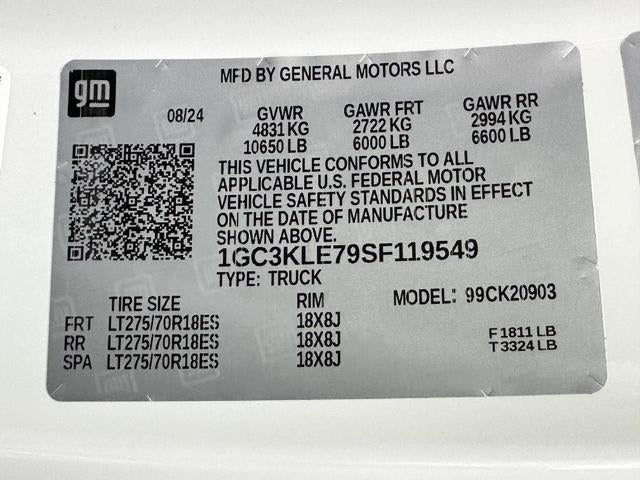 gm
MFD BY GENERAL MOTORS LLC
08/24 GVWR GAWR FRT GAWR RR
4831 KG 2722 KG 2994 KG
10650 LB 6000 LB 6600 LB
THIS VEHICLE CONFORMS TO ALL
APPLICABLE U.S. FEDERAL MOTOR
VEHICLE SAFETY STANDARDS IN EFFECT
ON THE DATE OF MANUFACTURE
SHOWN ABOVE.
1GC3KLE79SF119549
TYPE: TRUCK
MODEL: 99CK20903
TIRE SIZE RIM
FRT LT275/70R18ES 18X8J
RR LT275/70R18ES 18X8J
SPA LT275/70R18ES 18X8J
F 1811 LB
T 3324 LB